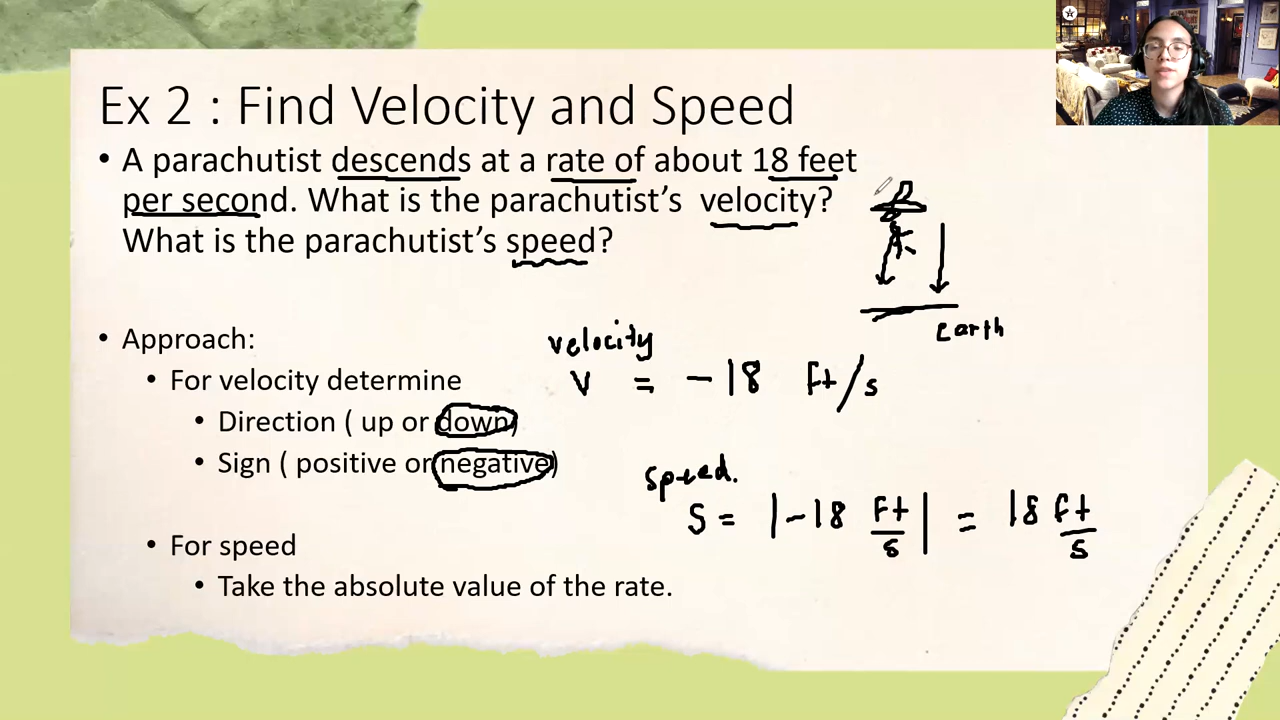 Ex 2 : Find Velocity and Speed
• A parachutist descends at a rate of about 18 feet
per second. What is the parachutist’s velocity?
What is the parachutist’s speed?
earth
• Approach:
velocity
• For velocity determine
V = -18 Ft/s
• Direction ( up or down)
• Sign ( positive or negative)
speed.
S = |-18 Ft/s| = 18 Ft/s
• For speed
• Take the absolute value of the rate.